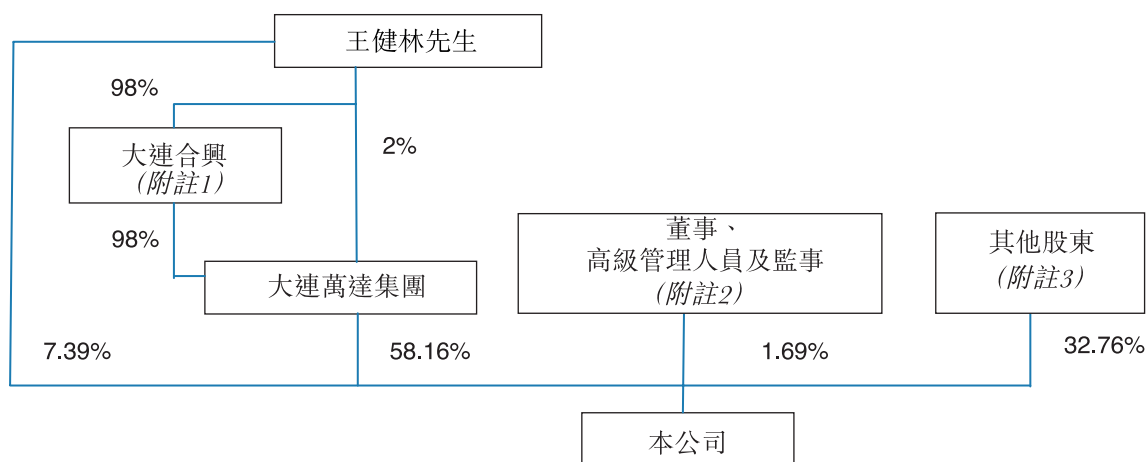 王健林先生
98%
2%
大連合興
(附註1)
98%
董事、
高級管理人員及監事
(附註2)
其他股東
(附註3)
大連萬達集團
7.39%
58.16%
1.69%
32.76%
本公司